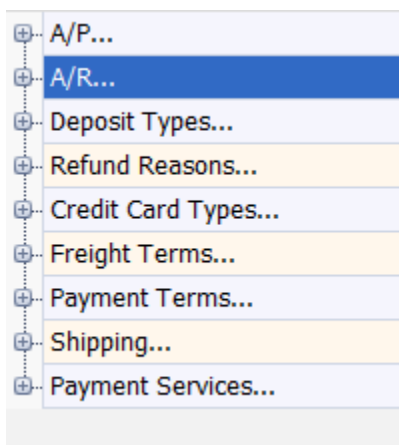 A/P...
A/R...
Deposit Types...
Refund Reasons...
Credit Card Types...
Freight Terms...
Payment Terms...
Shipping...
Payment Services...